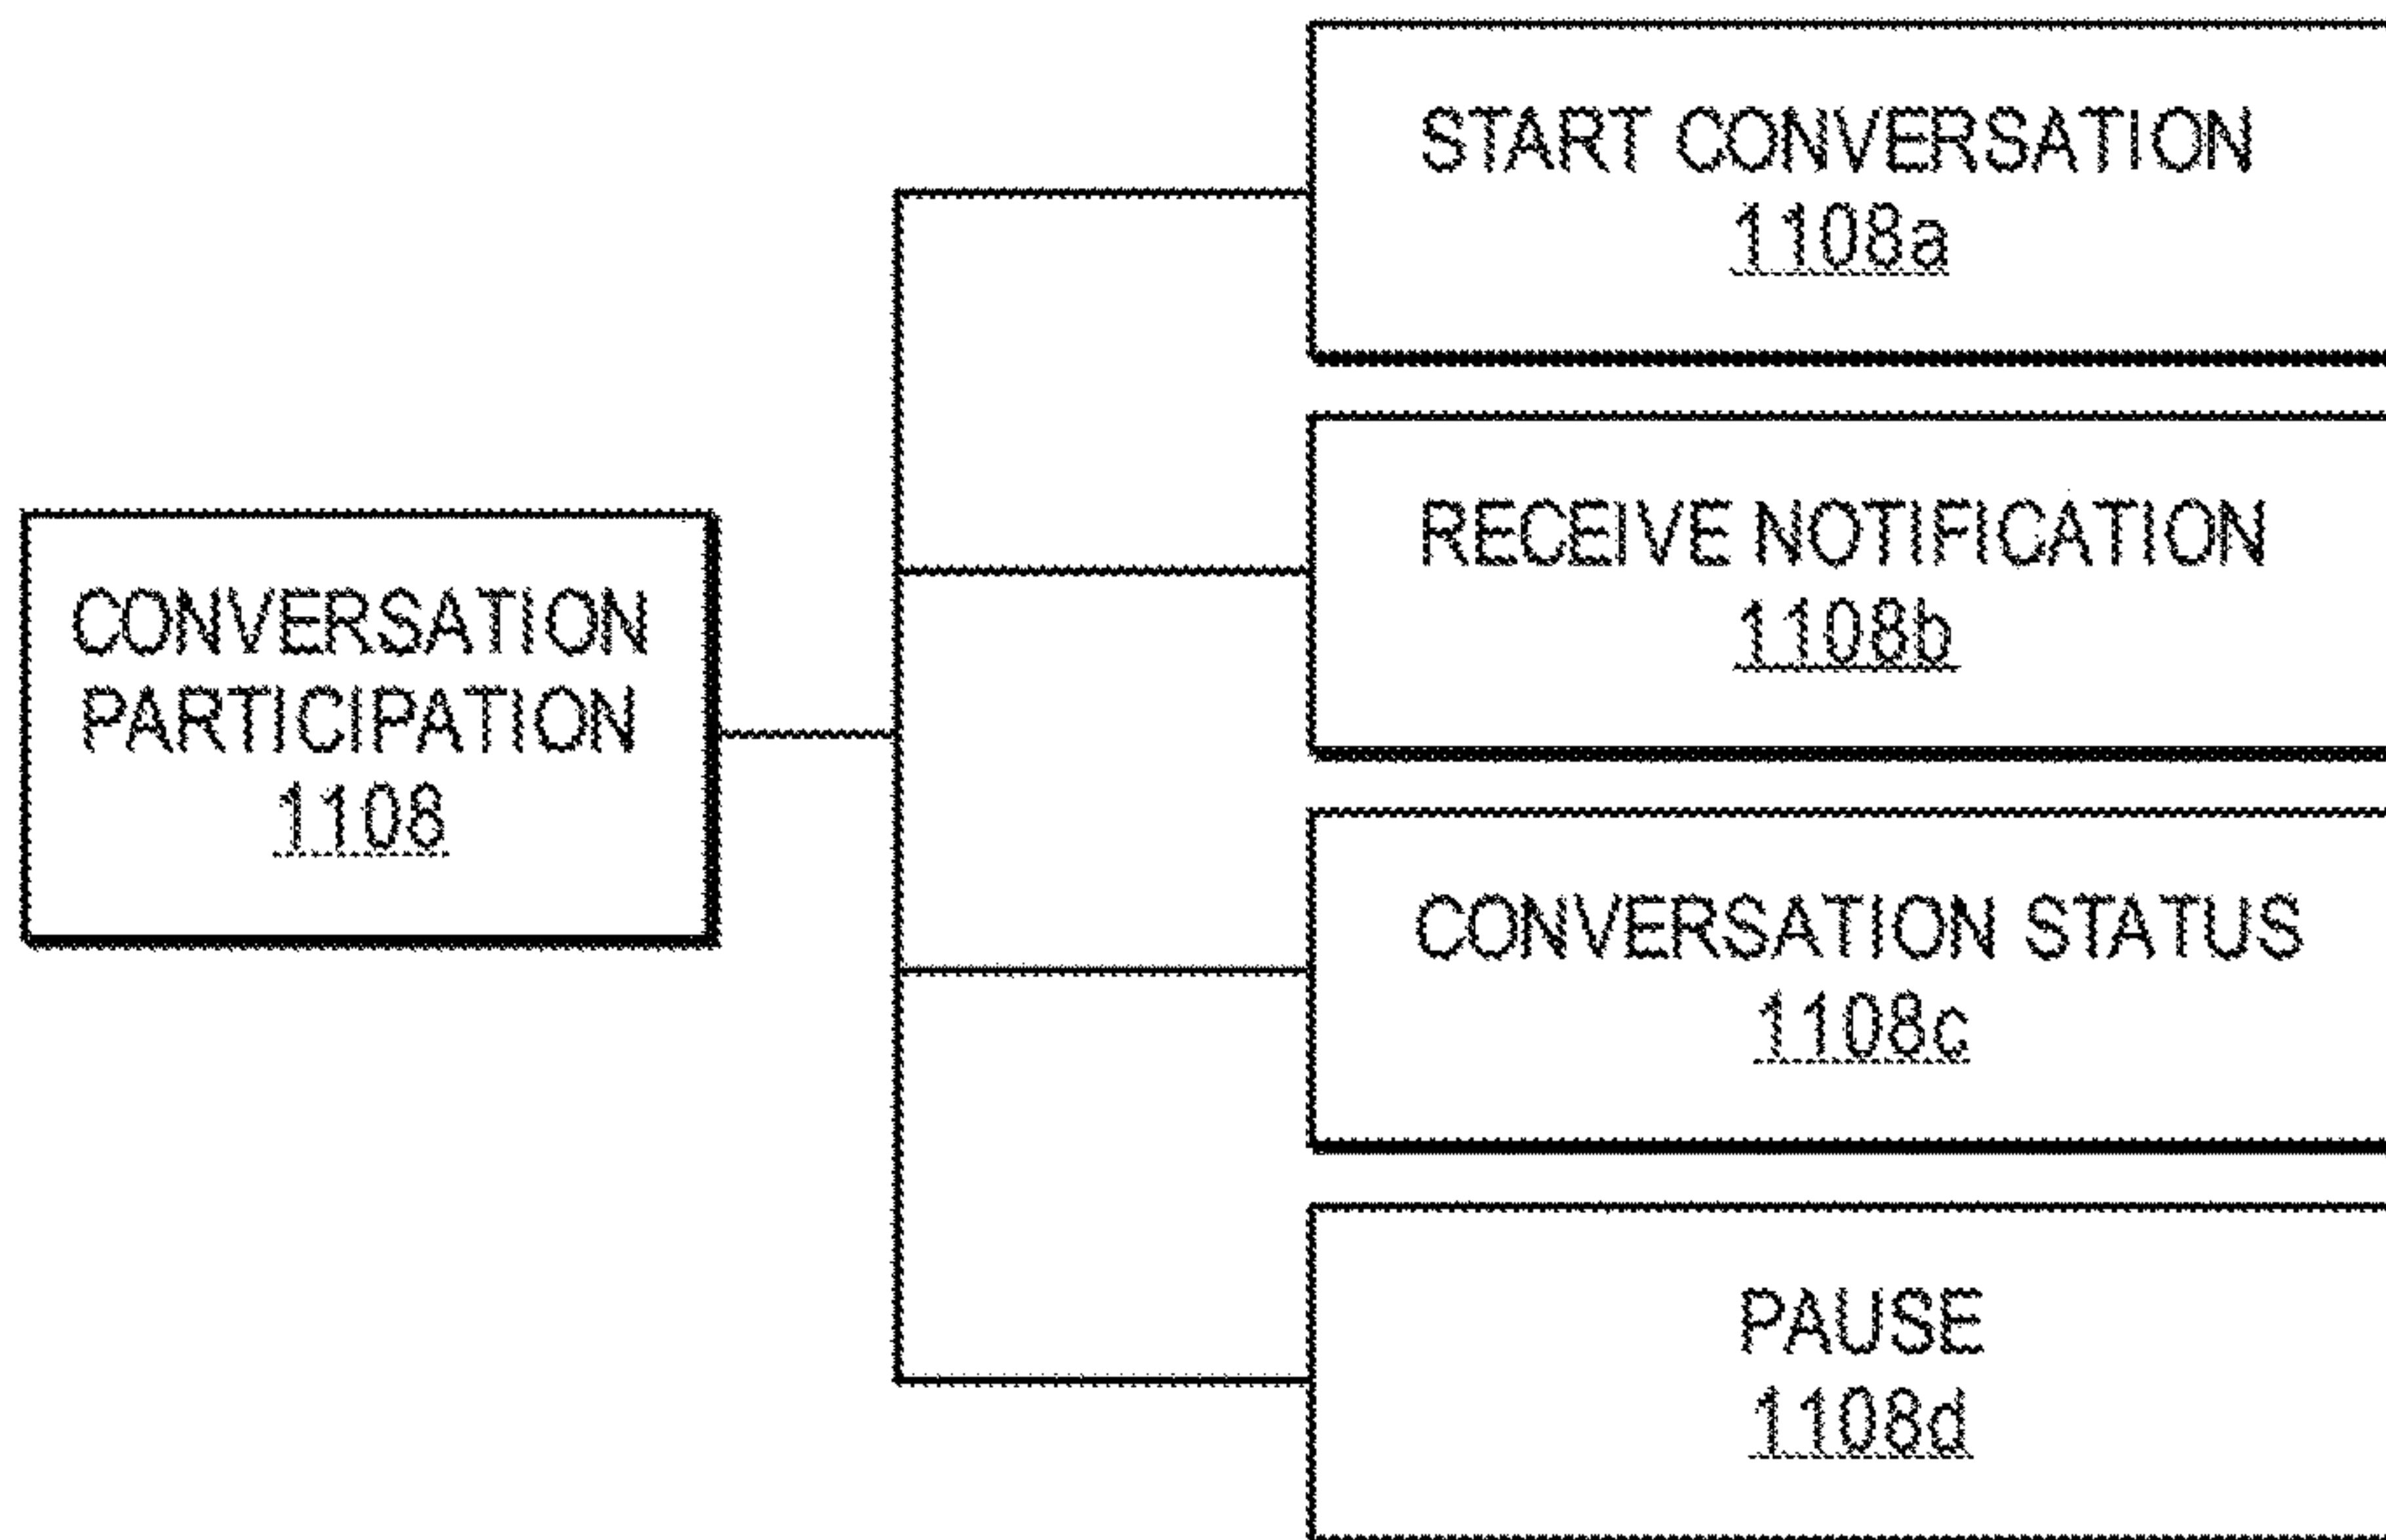 START CONVERSATION
1108a
RECEIVE NOTIFICATION
1108b
CONVERSATION
PARTICIPATION
1108
CONVERSATION STATUS
1108c
PAUSE
1108d